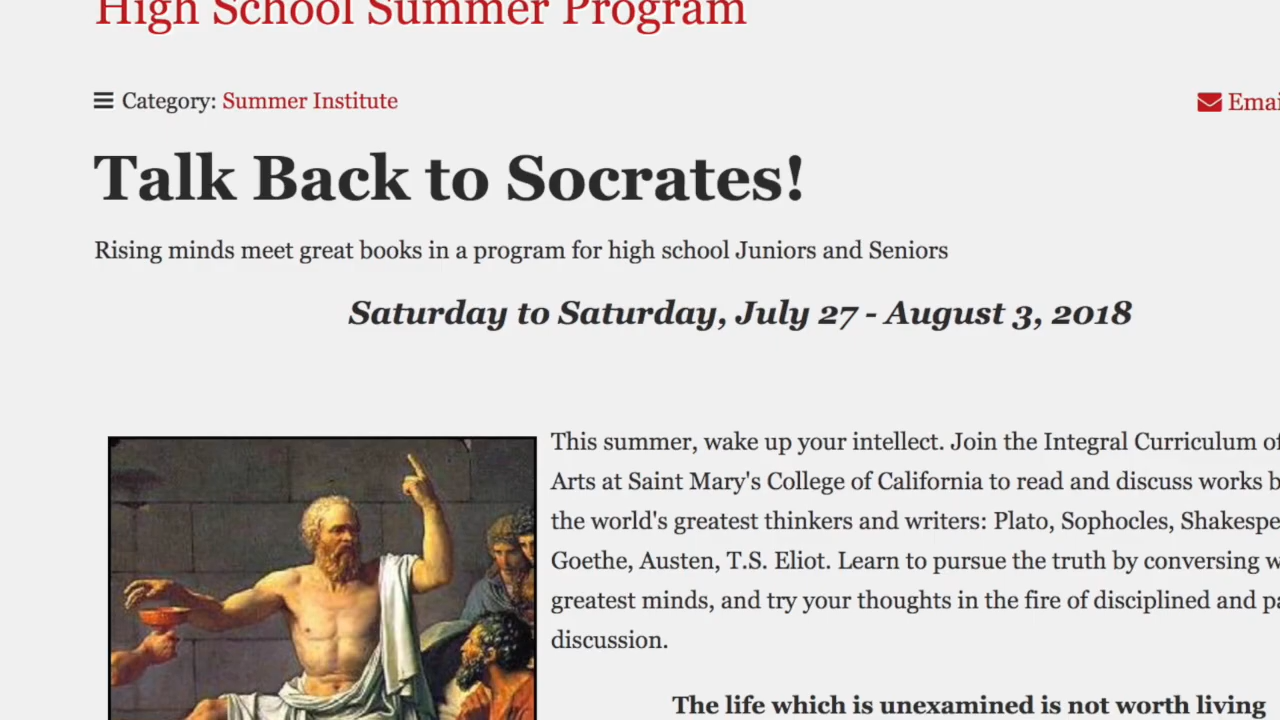 High School Summer Program
Category: Summer Institute
Talk Back to Socrates!
Rising minds meet great books in a program for high school Juniors and Seniors
Saturday to Saturday, July 27 - August 3, 2018
This summer, wake up your intellect. Join the Integral Curriculum of
Arts at Saint Mary's College of California to read and discuss works
the world's greatest thinkers and writers: Plato, Sophocles,
Goethe, Austen, T.S. Eliot. Learn to pursue the truth by conversing
greatest minds, and try your thoughts in the fire of disciplined and
discussion.
The life which is unexamined is not worth living